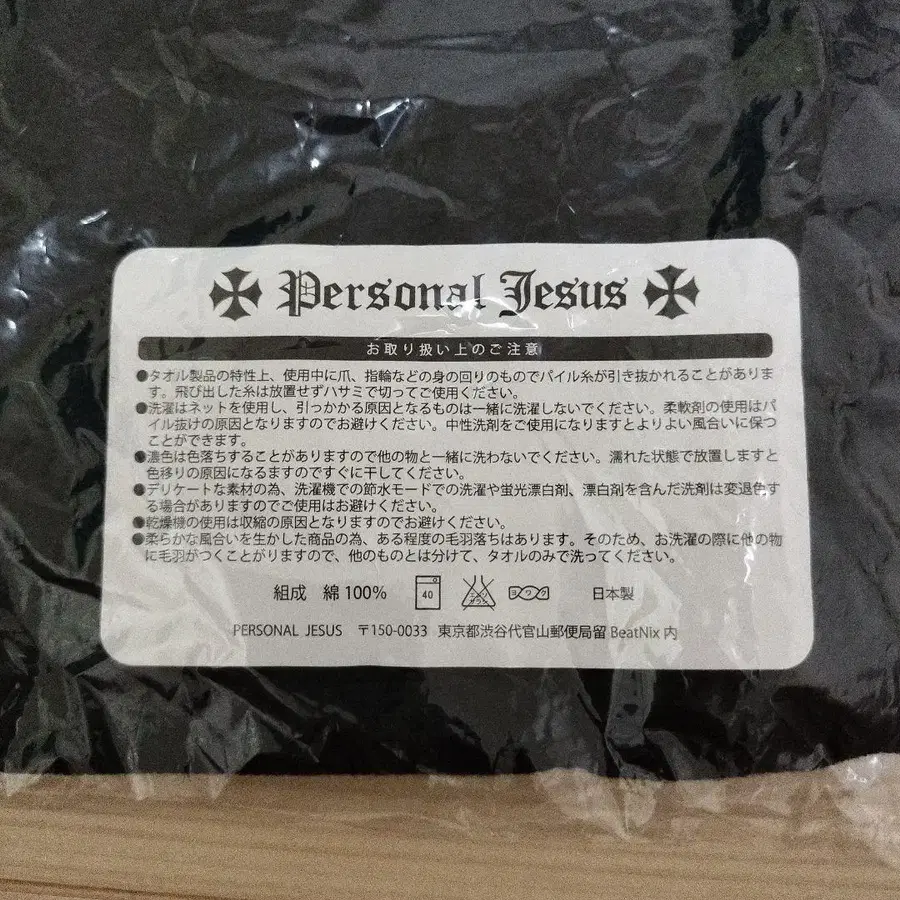 Personal Jesus
お取り扱い上のご注意
●タオル製品の特性上、使用中に爪、指輪などの身の回りのものでパイル糸が引き抜かれることがありま
す。飛び出した糸は放置せずハサミで切ってご使用ください。
●洗濯はネットを使用し、引っかかる原因となるものは一緒に洗濯しないでください。柔軟剤の使用はパ
イル抜けの原因となりますのでお避けください。中性洗剤をご使用になりますとよりよい風合いに保つ
ことができます。
●濃色は色落ちすることがありますので他の物と一緒に洗わないでください。濡れた状態で放置しますと
色移りの原因になるますのですぐに干してください。
●デリケートな素材の為、洗濯機での節水モードでの洗濯や蛍光漂白剤、漂白剤を含んだ洗剤は変退色す
る場合がありますのでご使用はお避けください。
●乾燥機の使用は収縮の原因となりますのでお避けください。
●柔らかな風合いを生かした商品の為、ある程度の毛羽落ちはあります。そのため、お洗濯の際に他の物
に毛羽がつくことがりますので、他のものとは分けて、タオルのみで洗ってください。
組成 綿 100% 40 エンソ サラシ ヨワク 日本製
PERSONAL JESUS 〒150-0033 東京都渋谷代官山郵便局留 BeatNix 内